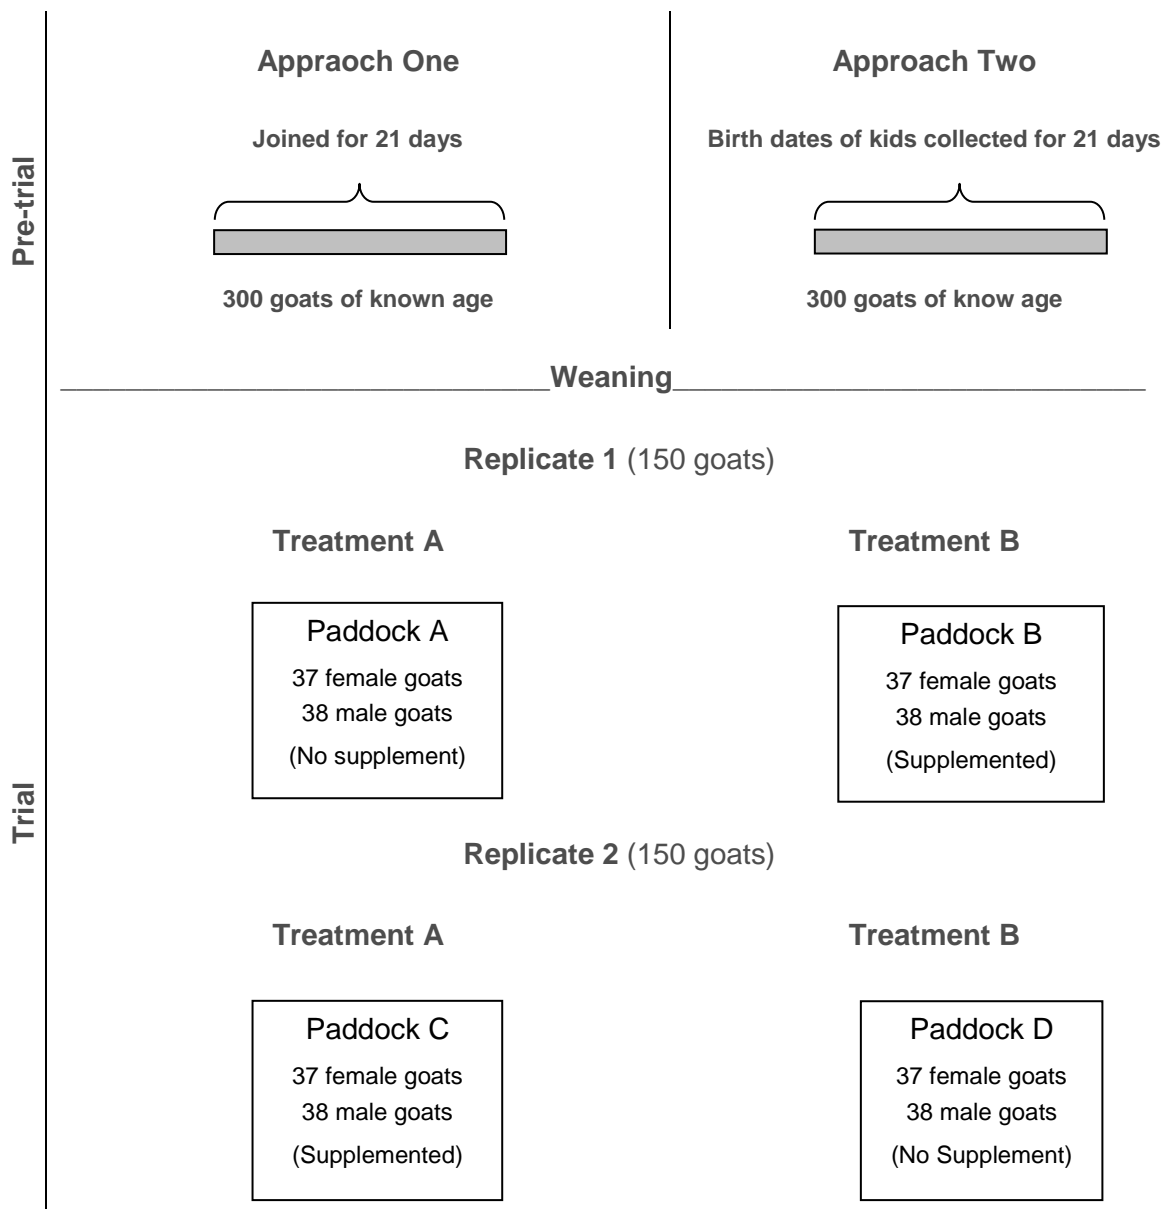 Appraoch One
Approach Two
Joined for 21 days
Birth dates of kids collected for 21 days
Pre-trial
300 goats of known age
300 goats of know age
Weaning
Replicate 1 (150 goats)
Treatment A
Treatment B
Paddock A
37 female goats
38 male goats
(No supplement)
Paddock B
37 female goats
38 male goats
(Supplemented)
Trial
Replicate 2 (150 goats)
Treatment A
Treatment B
Paddock C
37 female goats
38 male goats
(Supplemented)
Paddock D
37 female goats
38 male goats
(No Supplement)